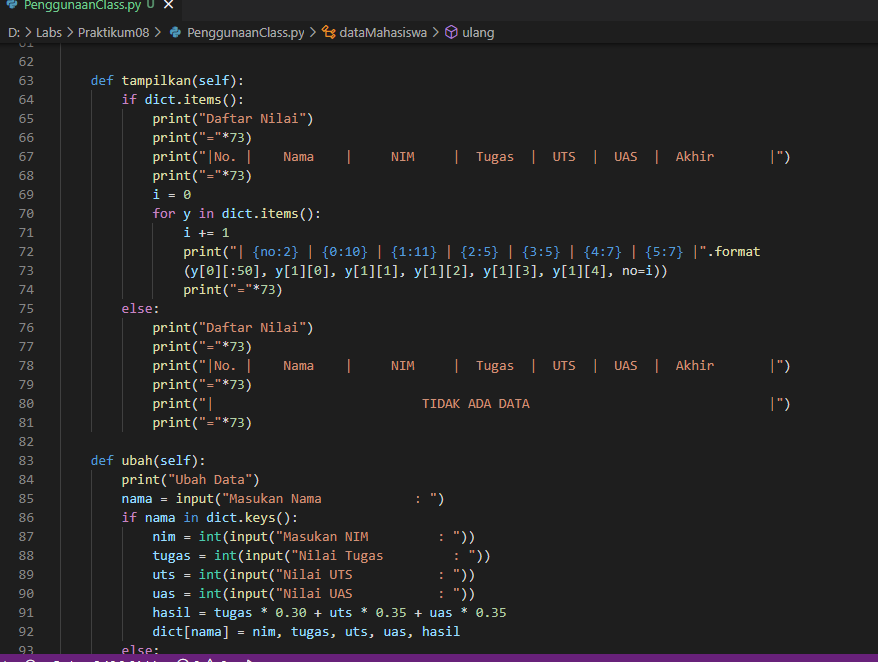 PenggunaanClass.py U ×
D: > Labs > Praktikum08 > PenggunaanClass.py > dataMahasiswa > ulang
61
62
63 def tampilkan(self):
64 if dict.items():
65 print("Daftar Nilai")
66 print("="*73)
67 print("|No. |    Nama    |     NIM     |  Tugas  |  UTS  |  UAS  |  Akhir       |")
68 print("="*73)
69 i = 0
70 for y in dict.items():
71 i += 1
72 print("| {no:2} | {0:10} | {1:11} | {2:5} | {3:5} | {4:7} | {5:7} |".format
73 (y[0][:50], y[1][0], y[1][1], y[1][2], y[1][3], y[1][4], no=i))
74 print("="*73)
75 else:
76 print("Daftar Nilai")
77 print("="*73)
78 print("|No. |    Nama    |     NIM     |  Tugas  |  UTS  |  UAS  |  Akhir       |")
79 print("="*73)
80 print("|                           TIDAK ADA DATA                               |")
81 print("="*73)
82
83 def ubah(self):
84 print("Ubah Data")
85 nama = input("Masukan Nama            : ")
86 if nama in dict.keys():
87 nim = int(input("Masukan NIM         : "))
88 tugas = int(input("Nilai Tugas         : "))
89 uts = int(input("Nilai UTS           : "))
90 uas = int(input("Nilai UAS           : "))
91 hasil = tugas * 0.30 + uts * 0.35 + uas * 0.35
92 dict[nama] = nim, tugas, uts, uas, hasil
93 else: